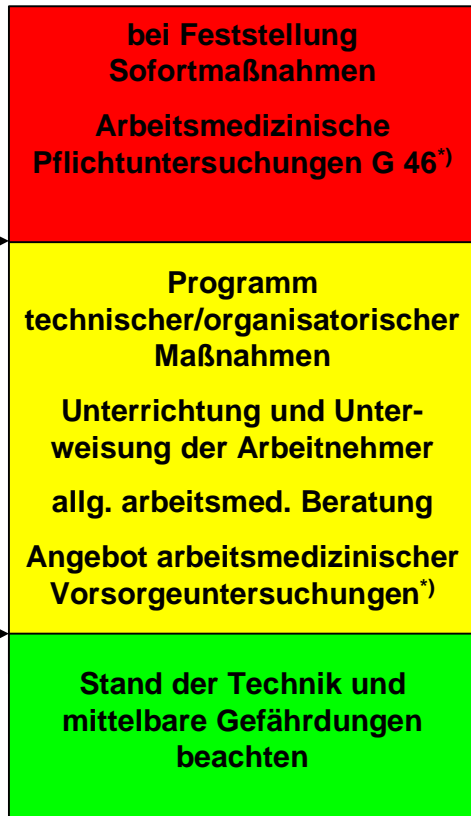 bei Feststellung
Sofortmaßnahmen
Arbeitsmedizinische
Pflichtuntersuchungen G 46*)
Programm
technischer/organisatorischer
Maßnahmen
Unterrichtung und Unter-
weisung der Arbeitnehmer
allg. arbeitsmed. Beratung
Angebot arbeitsmedizinischer
Vorsorgeuntersuchungen*)
Stand der Technik und
mittelbare Gefährdungen
beachten